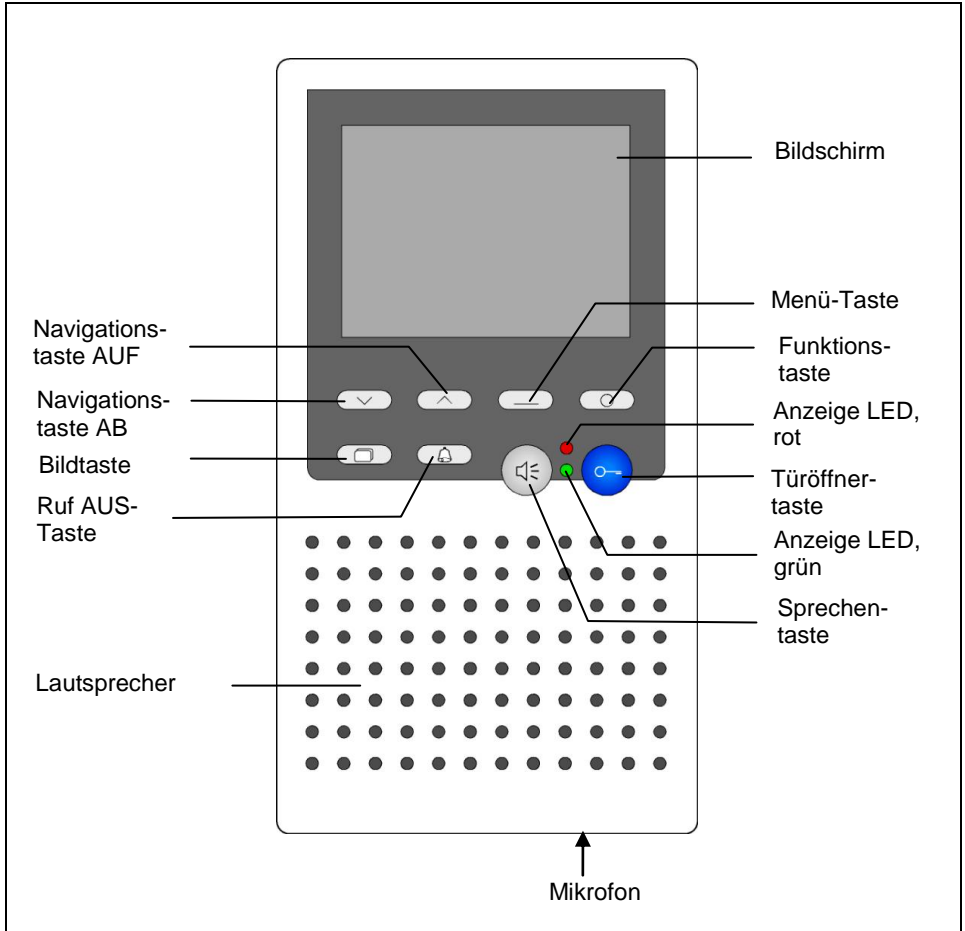 Bildschirm
Menü-Taste
Navigations-
taste AUF
Funktions-
taste
Navigations-
taste AB
Anzeige LED,
rot
Bildtaste
Türöffner-
taste
Ruf AUS-
Taste
Anzeige LED,
grün
Sprechen-
taste
Lautsprecher
Mikrofon